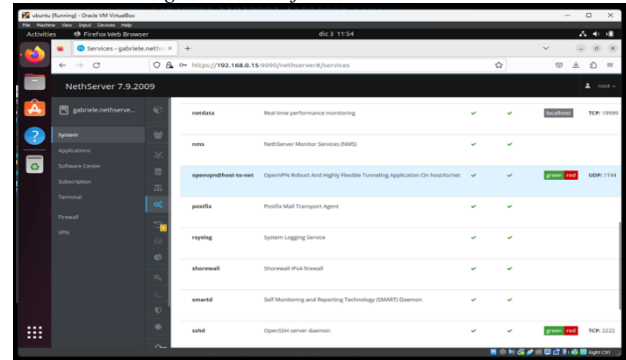 ubuntu [Running] - Oracle VM VirtualBox
File Machine View Input Devices Help
Activities Firefox Web Browser dic 3 11:54
Services - gabriele.neths
https://192.168.0.15:9090/nethserver#/services
NethServer 7.9.2009 root
gabriele.nethserve...
System
Applications
Software Center
Subscription
Terminal
Firewall
VPN
netdata Real time performance monitoring localhost TCP: 19999
nms NethServer Monitor Services (NMS)
openvpn@host-to-net OpenVPN Robust And Highly Flexible Tunneling Application On host/to/net green red UDP: 1194
postfix Postfix Mail Transport Agent
rsyslog System Logging Service
shorewall Shorewall IPv4 firewall
smartd Self Monitoring and Reporting Technology (SMART) Daemon
sshd OpenSSH server daemon green red TCP: 2222
Right Ctrl